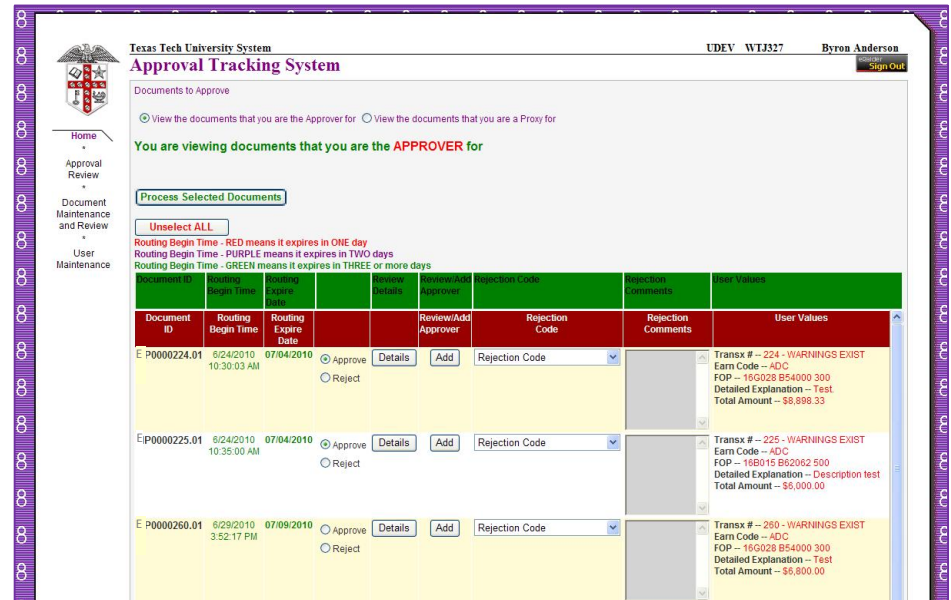 Texas Tech University System UDEV WTJ327 Byron Anderson
Approval Tracking System
Sign Out
Documents to Approve
View the documents that you are the Approver for View the documents that you are a Proxy for
You are viewing documents that you are the APPROVER for
Home
*
Approval
Review
*
Document
Maintenance
and Review
*
User
Maintenance
Process Selected Documents
Unselect ALL
Routing Begin Time - RED means it expires in ONE day
Routing Begin Time - PURPLE means it expires in TWO days
Routing Begin Time - GREEN means it expires in THREE or more days
Document ID Routing Routing Review Review/Add Rejection Code Rejection User Values
Begin Time Expire Details Approver Comments
Date
Document Routing Routing Review/Add Rejection Rejection User Values
ID Begin Time Expire Approver Code Comments
Date
E P0000224.01 6/24/2010 07/04/2010 Approve Details Add Rejection Code Transx # -- 224 - WARNINGS EXIST
10:30:03 AM Earn Code -- ADC
Reject FOP -- 16G028 B54000 300
Detailed Explanation -- Test.
Total Amount -- $8,898.33
E P0000225.01 6/24/2010 07/04/2010 Approve Details Add Rejection Code Transx # -- 225 - WARNINGS EXIST
10:35:00 AM Earn Code -- ADC
Reject FOP -- 16B015 B62062 500
Detailed Explanation -- Description test
Total Amount -- $6,000.00
E P0000260.01 6/29/2010 07/09/2010 Approve Details Add Rejection Code Transx # -- 260 - WARNINGS EXIST
3:52:17 PM Earn Code -- ADC
Reject FOP -- 16G028 B54000 300
Detailed Explanation -- Test
Total Amount -- $6,800.00